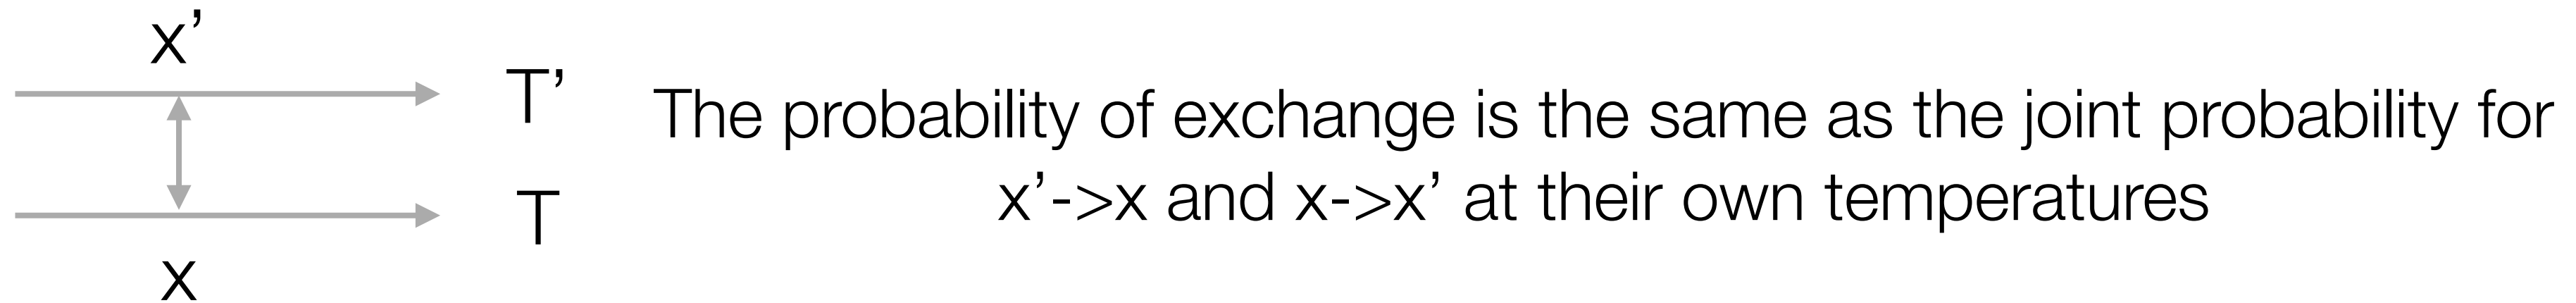 x’
T’
The probability of exchange is the same as the joint probability for
x’->x and x->x’ at their own temperatures
T
x